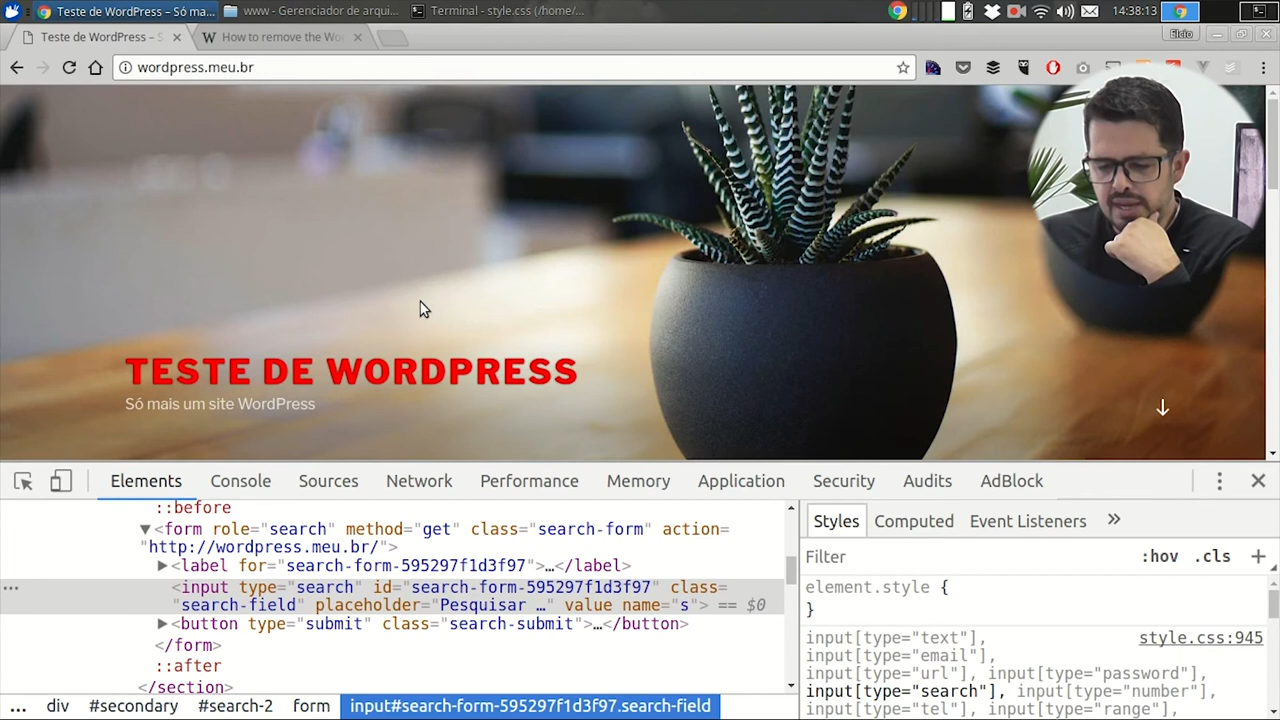 Teste de WordPress – Só ma...
www - Gerenciador de arqui...
Terminal - style.css (/home/...
14:38:13
Teste de WordPress – S
How to remove the Wo
Elcio
wordpress.meu.br
TESTE DE WORDPRESS
Só mais um site WordPress
Elements Console Sources Network Performance Memory Application Security Audits AdBlock
::before
▼<form role="search" method="get" class="search-form" action=
"http://wordpress.meu.br/">
▶<label for="search-form-595297f1d3f97">…</label>
<input type="search" id="search-form-595297f1d3f97" class=
"search-field" placeholder="Pesquisar …" value name="s"> == $0
▶<button type="submit" class="search-submit">…</button>
</form>
::after
</section>
... div #secondary #search-2 form input#search-form-595297f1d3f97.search-field
Styles Computed Event Listeners »
Filter :hov .cls +
element.style {
}
input[type="text"], style.css:945
input[type="email"],
input[type="url"], input[type="password"],
input[type="search"], input[type="number"],
input[type="tel"], input[type="range"],